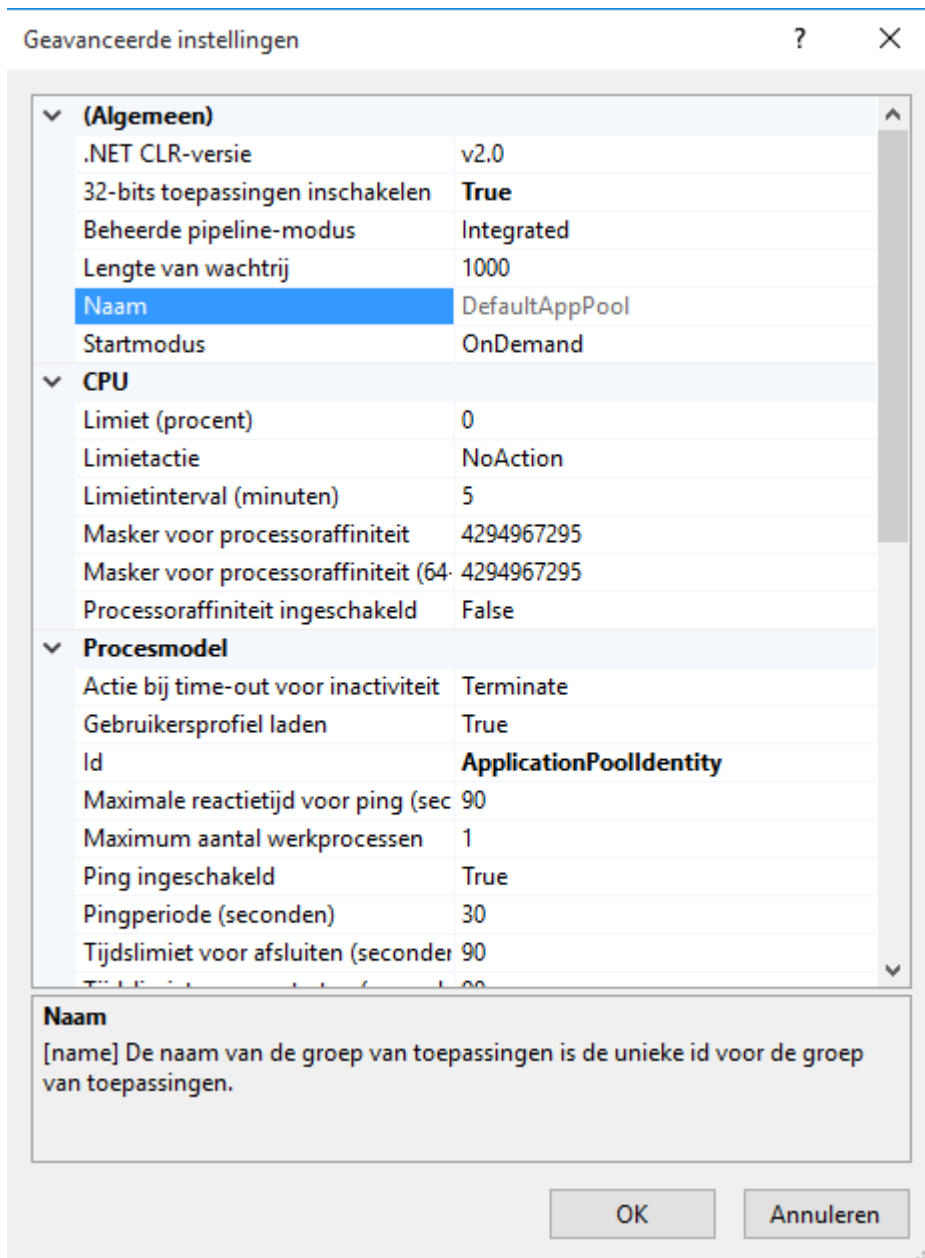 Geavanceerde instellingen
(Algemeen)
.NET CLR-versie v2.0
32-bits toepassingen inschakelen True
Beheerde pipeline-modus Integrated
Lengte van wachtrij 1000
Naam DefaultAppPool
Startmodus OnDemand
CPU
Limiet (procent) 0
Limietactie NoAction
Limietinterval (minuten) 5
Masker voor processoraffiniteit 4294967295
Masker voor processoraffiniteit (64- 4294967295
Processoraffiniteit ingeschakeld False
Procesmodel
Actie bij time-out voor inactiviteit Terminate
Gebruikersprofiel laden True
Id ApplicationPoolIdentity
Maximale reactietijd voor ping (sec 90
Maximum aantal werkprocessen 1
Ping ingeschakeld True
Pingperiode (seconden) 30
Tijdslimiet voor afsluiten (seconden 90
Naam
[name] De naam van de groep van toepassingen is de unieke id voor de groep
van toepassingen.
OK Annuleren